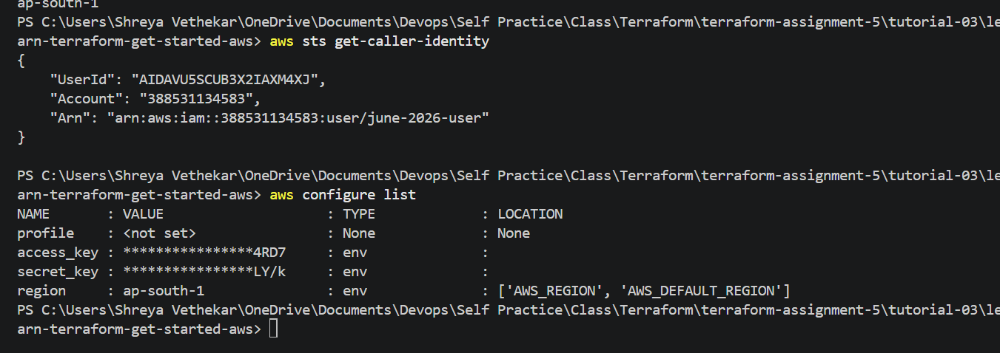 ap-south-1
PS C:\Users\Shreya Vethekar\OneDrive\Documents\Devops\Self Practice\Class\Terraform\terraform-assignment-5\tutorial-03\le
arn-terraform-get-started-aws> aws sts get-caller-identity
{
    "UserId": "AIDAVU5SCUB3X2IAXM4XJ",
    "Account": "388531134583",
    "Arn": "arn:aws:iam::388531134583:user/june-2026-user"
}
PS C:\Users\Shreya Vethekar\OneDrive\Documents\Devops\Self Practice\Class\Terraform\terraform-assignment-5\tutorial-03\le
arn-terraform-get-started-aws> aws configure list
NAME       : VALUE                    : TYPE             : LOCATION
profile    : <not set>                : None             : None
access_key : ****************4RD7     : env              :
secret_key : ****************LY/k     : env              :
region     : ap-south-1               : env              : ['AWS_REGION', 'AWS_DEFAULT_REGION']
PS C:\Users\Shreya Vethekar\OneDrive\Documents\Devops\Self Practice\Class\Terraform\terraform-assignment-5\tutorial-03\le
arn-terraform-get-started-aws>